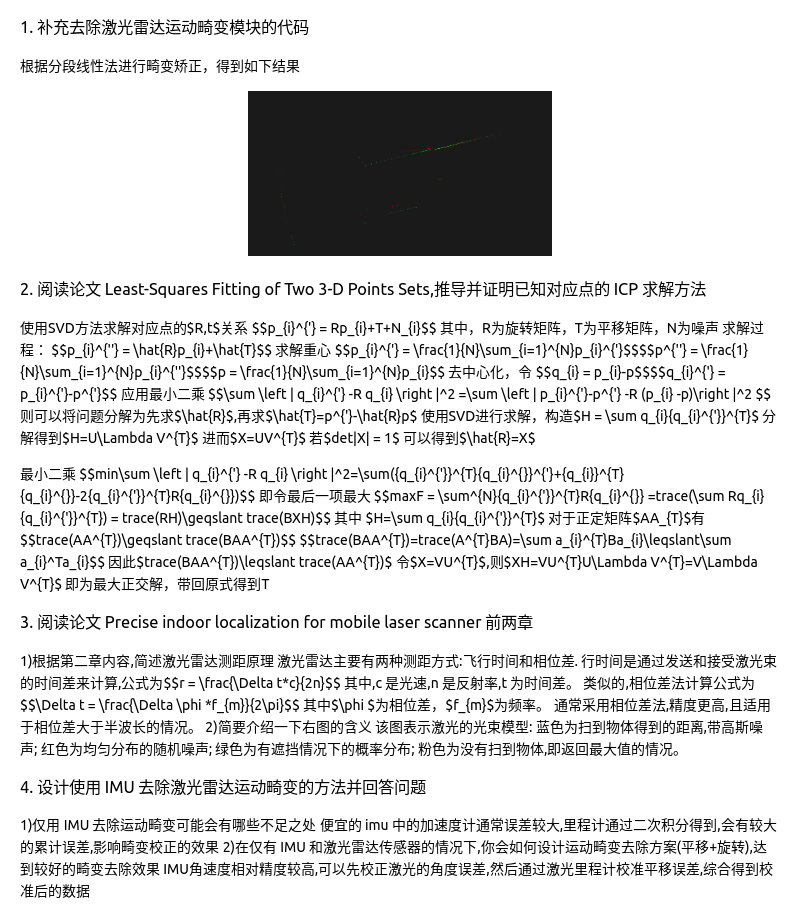 1. 补充去除激光雷达运动畸变模块的代码
根据分段线性法进行畸变矫正，得到如下结果
2. 阅读论文 Least-Squares Fitting of Two 3-D Points Sets,推导并证明已知对应点的 ICP 求解方法
使用SVD方法求解对应点的$R,t$关系 $$p_{i}^{'} = Rp_{i}+T+N_{i}$$ 其中，R为旋转矩阵，T为平移矩阵，N为噪声 求解过
程： $$p_{i}^{''} = \hat{R}p_{i}+\hat{T}$$ 求解重心 $$p_{i}^{'} = \frac{1}{N}\sum_{i=1}^{N}p_{i}^{'}$$$$p^{''} = \frac{1}
{N}\sum_{i=1}^{N}p_{i}^{''}$$$$p = \frac{1}{N}\sum_{i=1}^{N}p_{i}$$ 去中心化，令 $$q_{i} = p_{i}-p$$$$q_{i}^{'} =
p_{i}^{'}-p^{'}$$ 应用最小二乘 $$\sum \left | q_{i}^{'} -R q_{i} \right |^2 =\sum \left | p_{i}^{'}-p^{'} -R (p_{i} -p)\right |^2 $$
则可以将问题分解为先求$\hat{R}$,再求$\hat{T}=p^{'}-\hat{R}p$ 使用SVD进行求解，构造$H = \sum q_{i}{q_{i}^{'}}^{T}$ 分
解得到$H=U\Lambda V^{T}$ 进而$X=UV^{T}$ 若$det|X| = 1$ 可以得到$\hat{R}=X$
最小二乘 $$min\sum \left | q_{i}^{'} -R q_{i} \right |^2=\sum({q_{i}^{'}}^{T}{q_{i}^{}}^{'}+{q_{i}}^{T}
{q_{i}^{}}-2{q_{i}^{'}}^{T}R{q_{i}^{}})$$ 即令最后一项最大 $$maxF = \sum^{N}{q_{i}^{'}}^{T}R{q_{i}^{}} =trace(\sum Rq_{i}
{q_{i}^{'}}^{T}) = trace(RH)\geqslant trace(BXH)$$ 其中 $H=\sum q_{i}{q_{i}^{'}}^{T}$ 对于正定矩阵$AA_{T}$有
$$trace(AA^{T})\geqslant trace(BAA^{T})$$ $$trace(BAA^{T})=trace(A^{T}BA)=\sum a_{i}^{T}Ba_{i}\leqslant\sum
a_{i}^Ta_{i}$$ 因此$trace(BAA^{T})\leqslant trace(AA^{T})$ 令$X=VU^{T}$,则$XH=VU^{T}U\Lambda V^{T}=V\Lambda
V^{T}$ 即为最大正交解，带回原式得到T
3. 阅读论文 Precise indoor localization for mobile laser scanner 前两章
1)根据第二章内容,简述激光雷达测距原理 激光雷达主要有两种测距方式:飞行时间和相位差. 行时间是通过发送和接受激光束
的时间差来计算,公式为$$r = \frac{\Delta t*c}{2n}$$ 其中,c 是光速,n 是反射率,t 为时间差。 类似的,相位差法计算公式为
$$\Delta t = \frac{\Delta \phi *f_{m}}{2\pi}$$ 其中$\phi $为相位差，$f_{m}$为频率。 通常采用相位差法,精度更高,且适用
于相位差大于半波长的情况。 2)简要介绍一下右图的含义 该图表示激光的光束模型: 蓝色为扫到物体得到的距离,带高斯噪
声; 红色为均匀分布的随机噪声; 绿色为有遮挡情况下的概率分布; 粉色为没有扫到物体,即返回最大值的情况。
4. 设计使用 IMU 去除激光雷达运动畸变的方法并回答问题
1)仅用 IMU 去除运动畸变可能会有哪些不足之处 便宜的 imu 中的加速度计通常误差较大,里程计通过二次积分得到,会有较大
的累计误差,影响畸变校正的效果 2)在仅有 IMU 和激光雷达传感器的情况下,你会如何设计运动畸变去除方案(平移+旋转),达
到较好的畸变去除效果 IMU角速度相对精度较高,可以先校正激光的角度误差,然后通过激光里程计校准平移误差,综合得到校
准后的数据